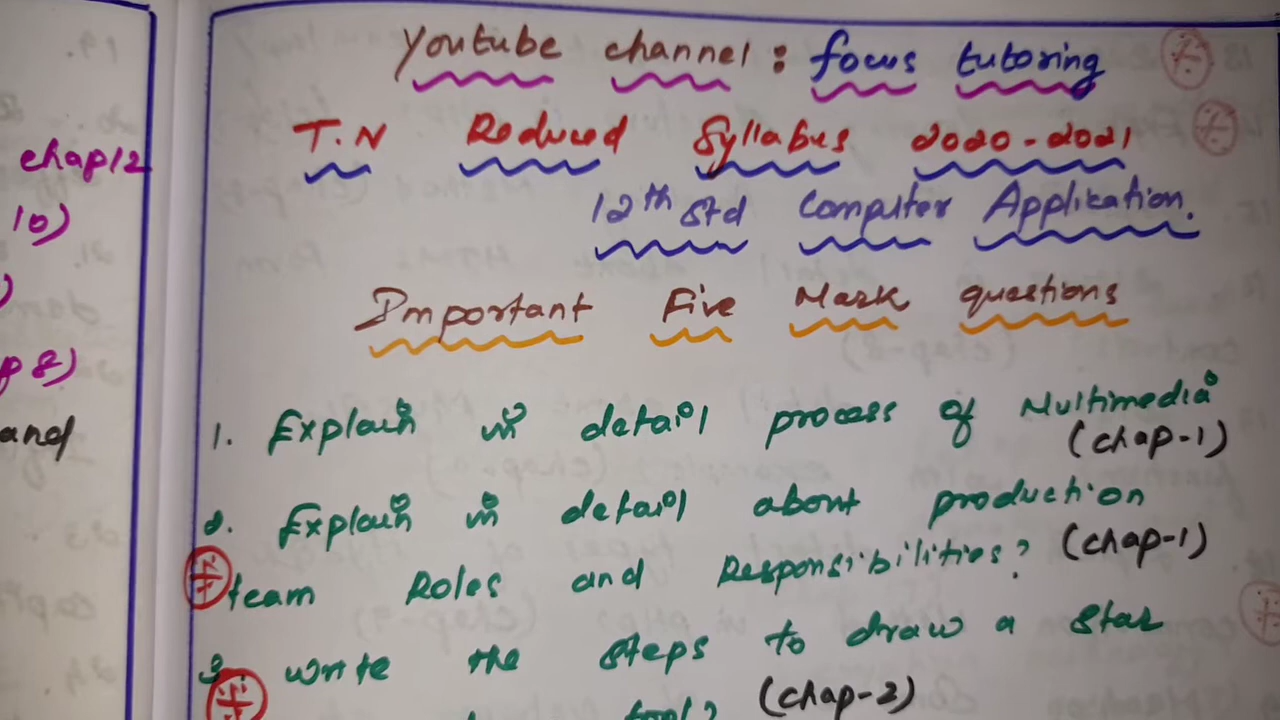 chap12
10)
)
p 8)
and
Youtube channel : focus tutoring
T.N Reduced Syllabus 2020-2021
12th std Computer Application.
Important Five Mark questions
1. Explain in detail process of Multimedia
(chap-1)
2. Explain in detail about production
team Roles and Responsibilities? (chap-1)
3. write the steps to draw a star
tool? (chap-2)